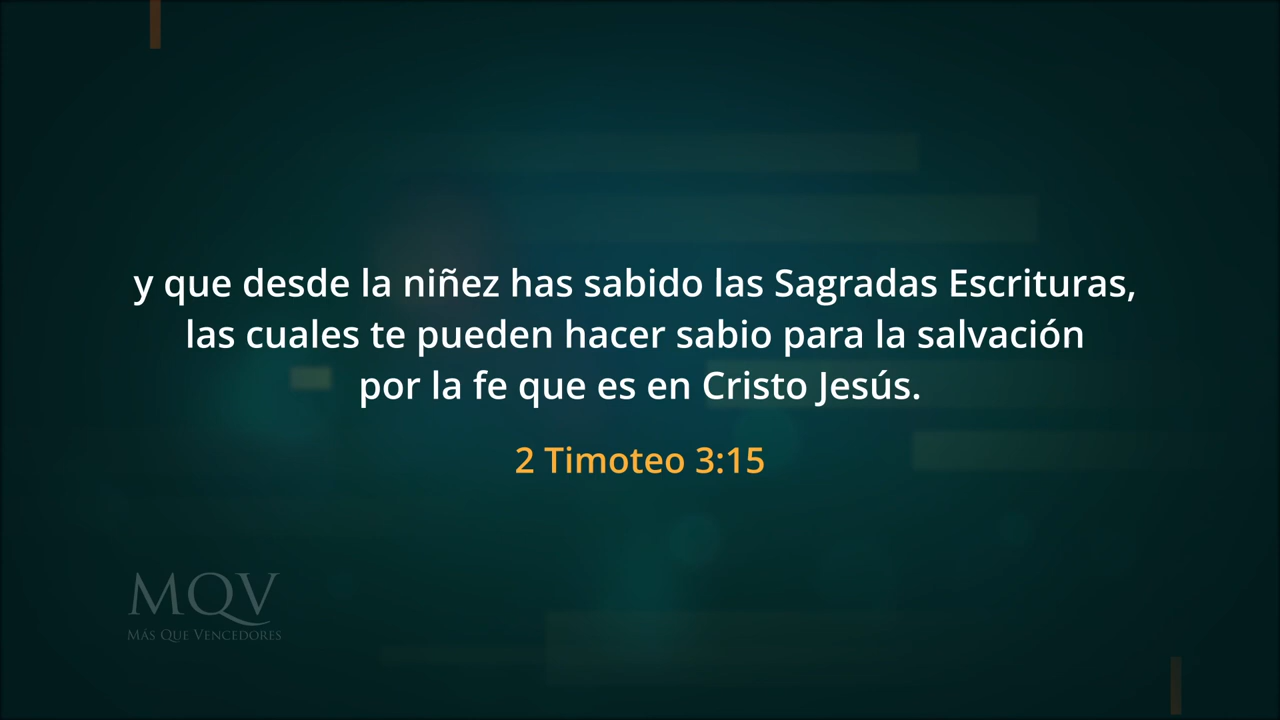 y que desde la niñez has sabido las Sagradas Escrituras,
las cuales te pueden hacer sabio para la salvación
por la fe que es en Cristo Jesús.
2 Timoteo 3:15
MQV
Más Que Vencedores